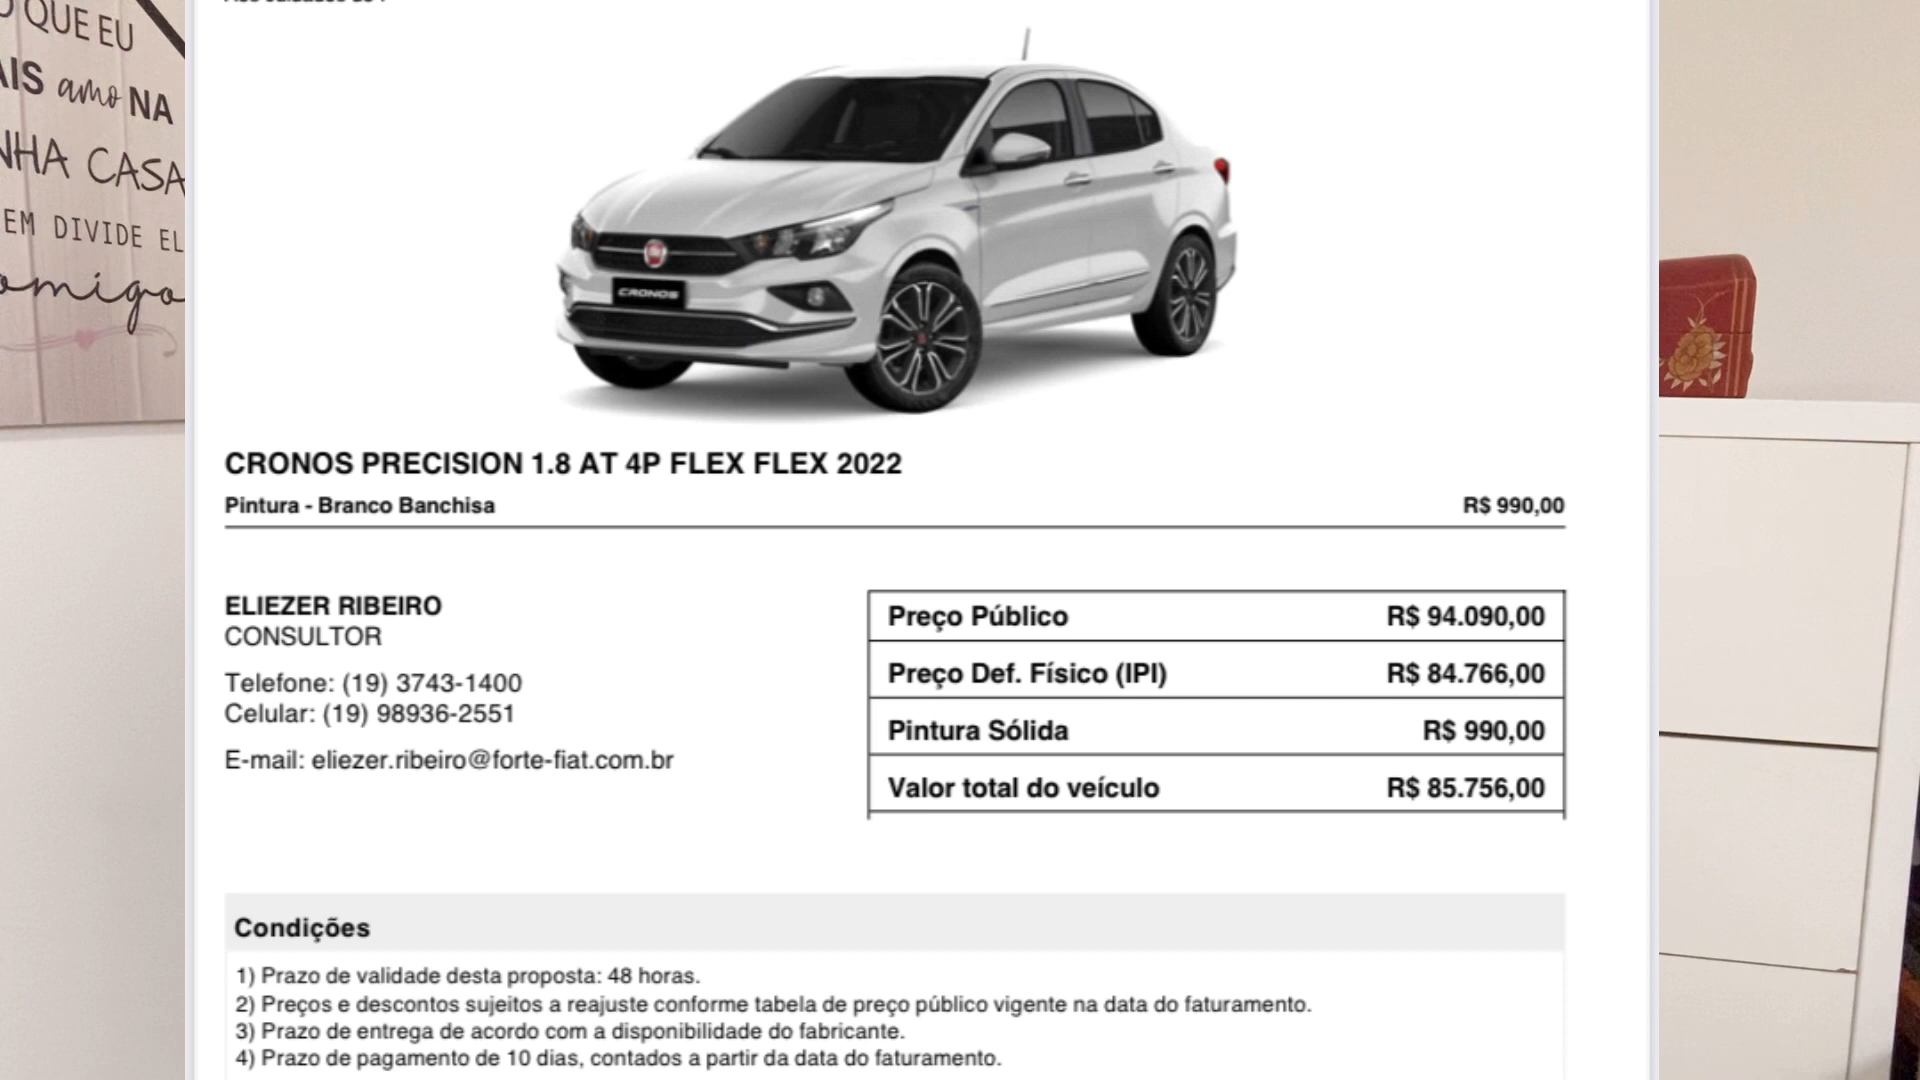 QUE EU
AIS amo NA
NHA CASA
EM DIVIDE EL
omigo
CRONOS
CRONOS PRECISION 1.8 AT 4P FLEX FLEX 2022
Pintura - Branco Banchisa R$ 990,00
ELIEZER RIBEIRO
CONSULTOR
Telefone: (19) 3743-1400
Celular: (19) 98936-2551
E-mail: eliezer.ribeiro@forte-fiat.com.br
Preço Público R$ 94.090,00
Preço Def. Físico (IPI) R$ 84.766,00
Pintura Sólida R$ 990,00
Valor total do veículo R$ 85.756,00
Condições
1) Prazo de validade desta proposta: 48 horas.
2) Preços e descontos sujeitos a reajuste conforme tabela de preço público vigente na data do faturamento.
3) Prazo de entrega de acordo com a disponibilidade do fabricante.
4) Prazo de pagamento de 10 dias, contados a partir da data do faturamento.